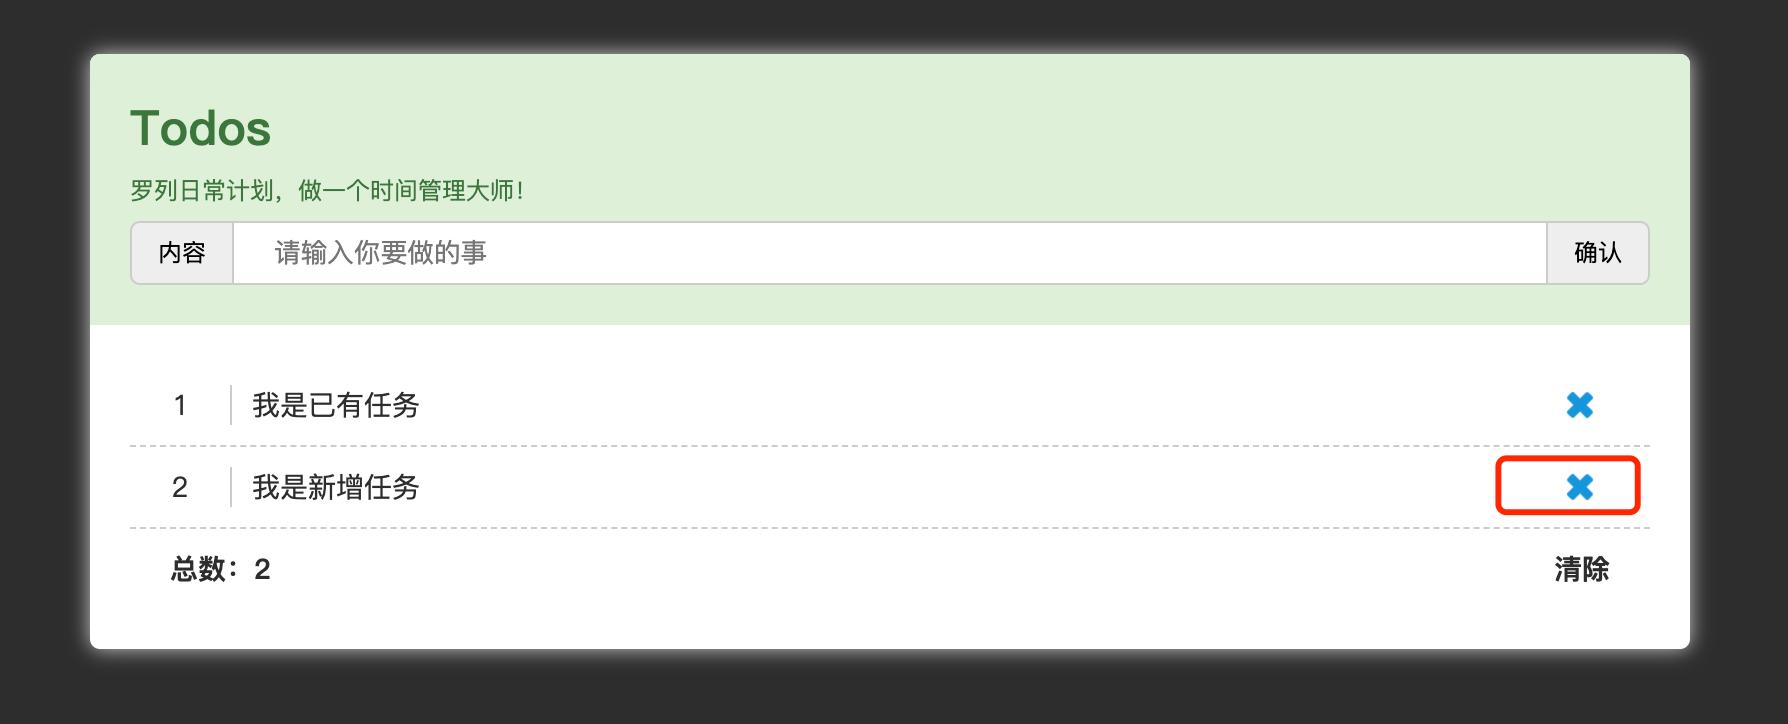 Todos
罗列日常计划，做一个时间管理大师！
内容 请输入你要做的事 确认
1 我是已有任务 ✖
2 我是新增任务 ✖
总数：2 清除